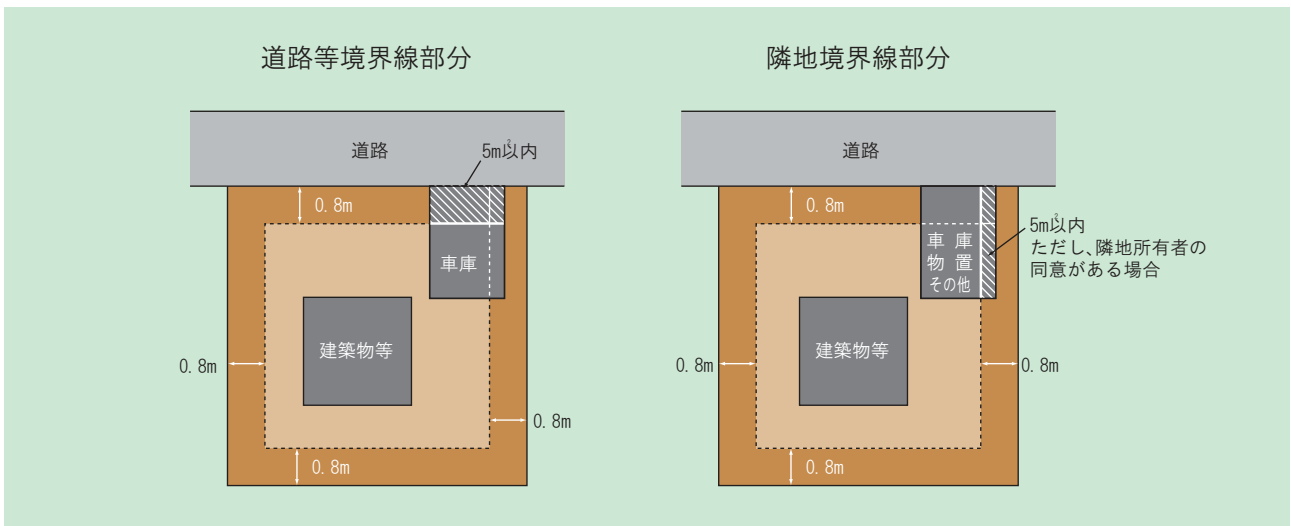 道路等境界線部分
道路
5m²以内
0.8m
車庫
建築物等
0.8m
0.8m
0.8m
隣地境界線部分
道路
0.8m
5m²以内
ただし、隣地所有者の
同意がある場合
車 庫
物 置
その他
建築物等
0.8m
0.8m
0.8m